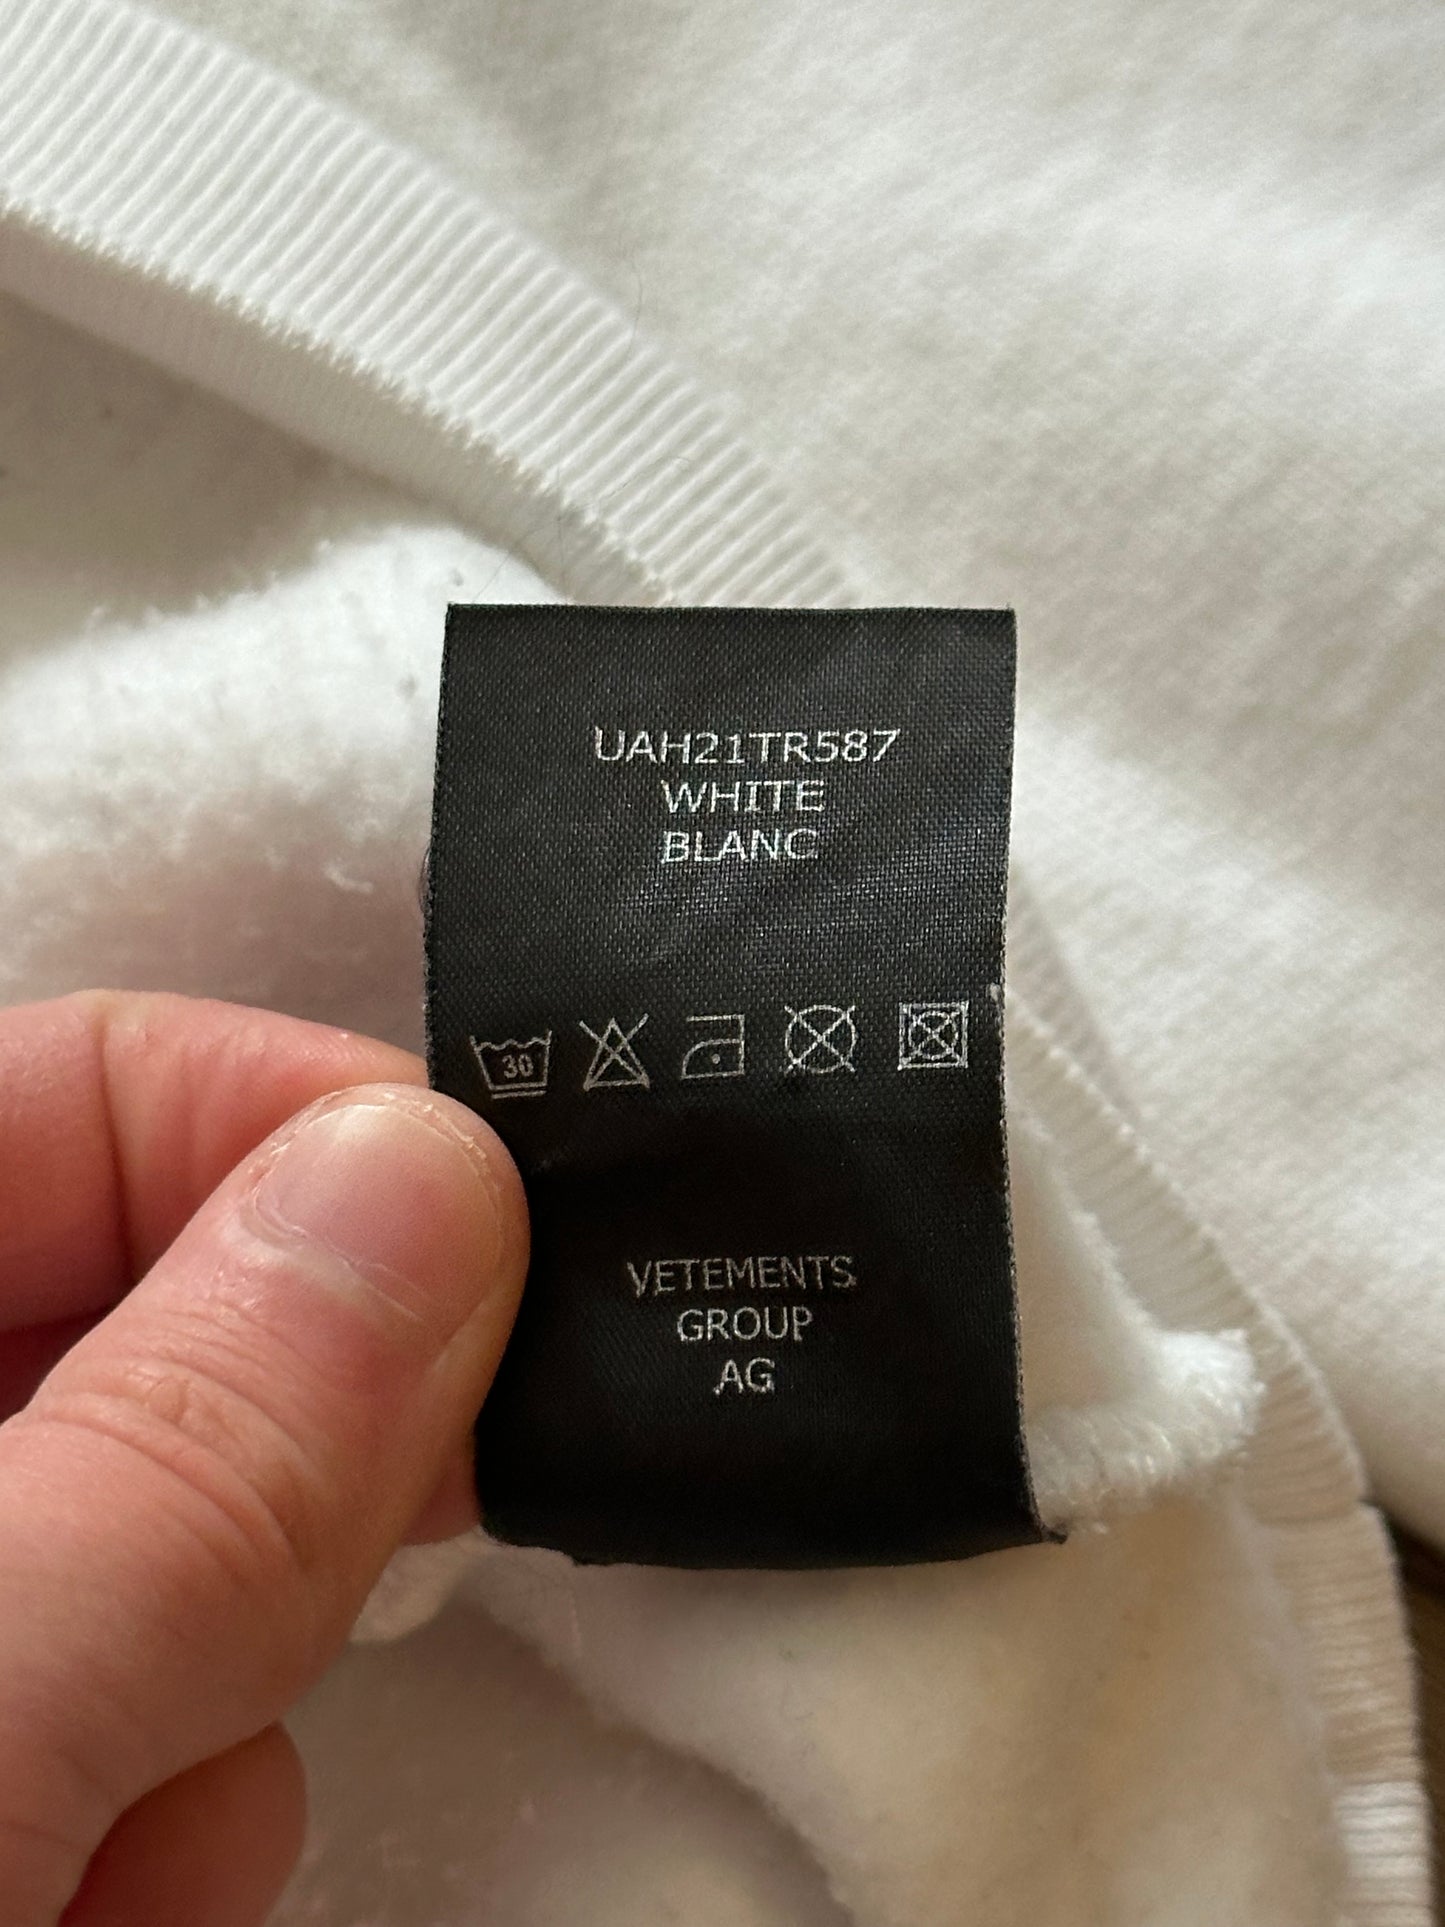 UAH21TR587
WHITE
BLANC
30
VETEMENTS
GROUP
AG